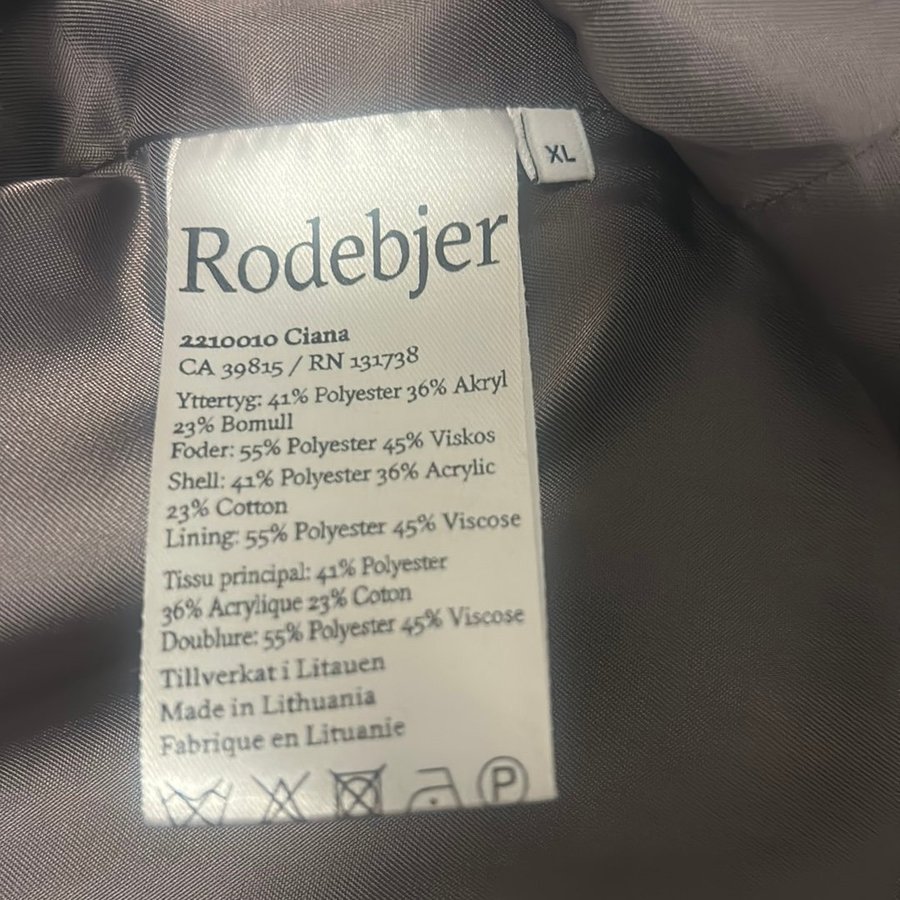 XL
Rodebjer
2210010 Ciana
CA 39815 / RN 131738
Yttertyg: 41% Polyester 36% Akryl
23% Bomull
Foder: 55% Polyester 45% Viskos
Shell: 41% Polyester 36% Acrylic
23% Cotton
Lining: 55% Polyester 45% Viscose
Tissu principal: 41% Polyester
36% Acrylique 23% Coton
Doublure: 55% Polyester 45% Viscose
Tillverkat i Litauen
Made in Lithuania
Fabrique en Lituanie
P